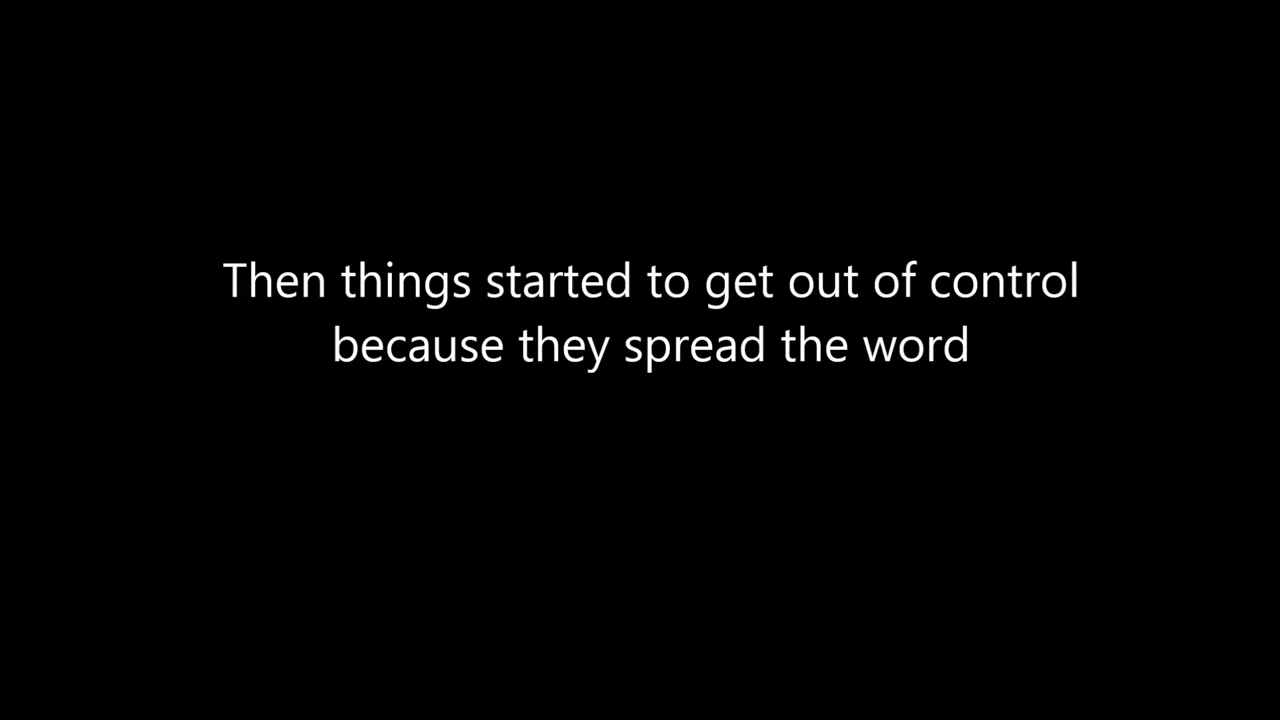 Then things started to get out of control
because they spread the word